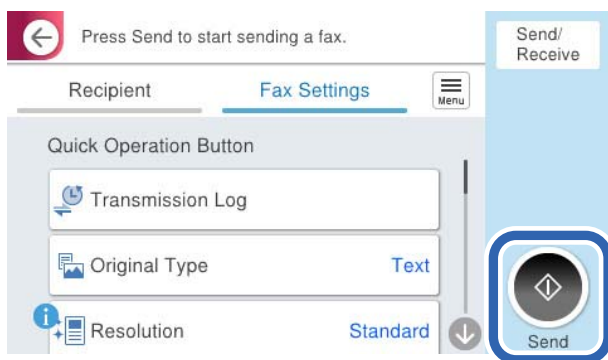 Press Send to start sending a fax.
Send/
Receive
Recipient
Fax Settings
Menu
Quick Operation Button
Transmission Log
Original Type
Text
Resolution
Standard
Send